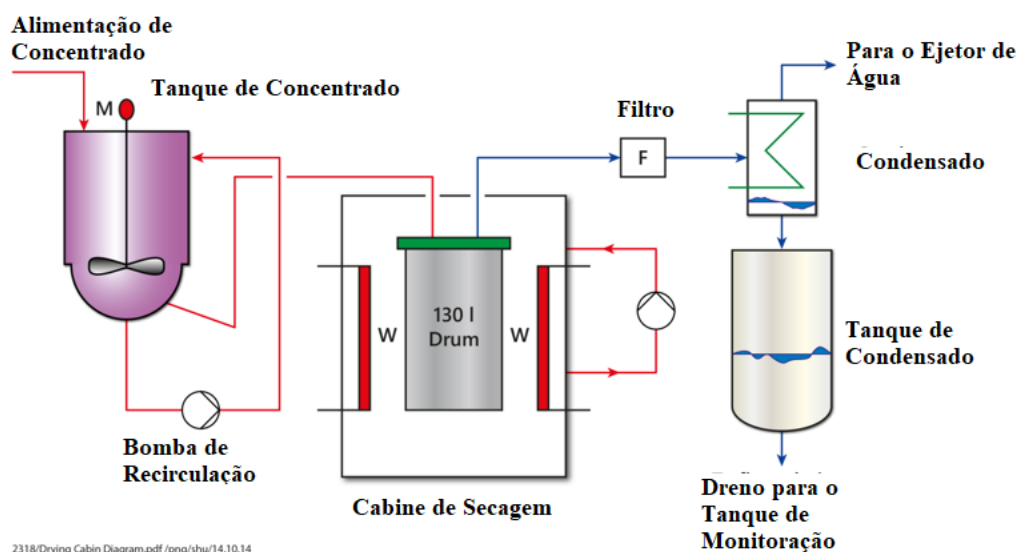 Alimentação de
Concentrado
M
Tanque de Concentrado
Filtro
F
Para o Ejetor de
Água
Condensado
130 l
Drum
W
W
Tanque de
Condensado
Bomba de
Recirculação
Cabine de Secagem
Dreno para o
Tanque de
Monitoração
2318/Drying Cabin Diagram.pdf /png/shu/14.10.14